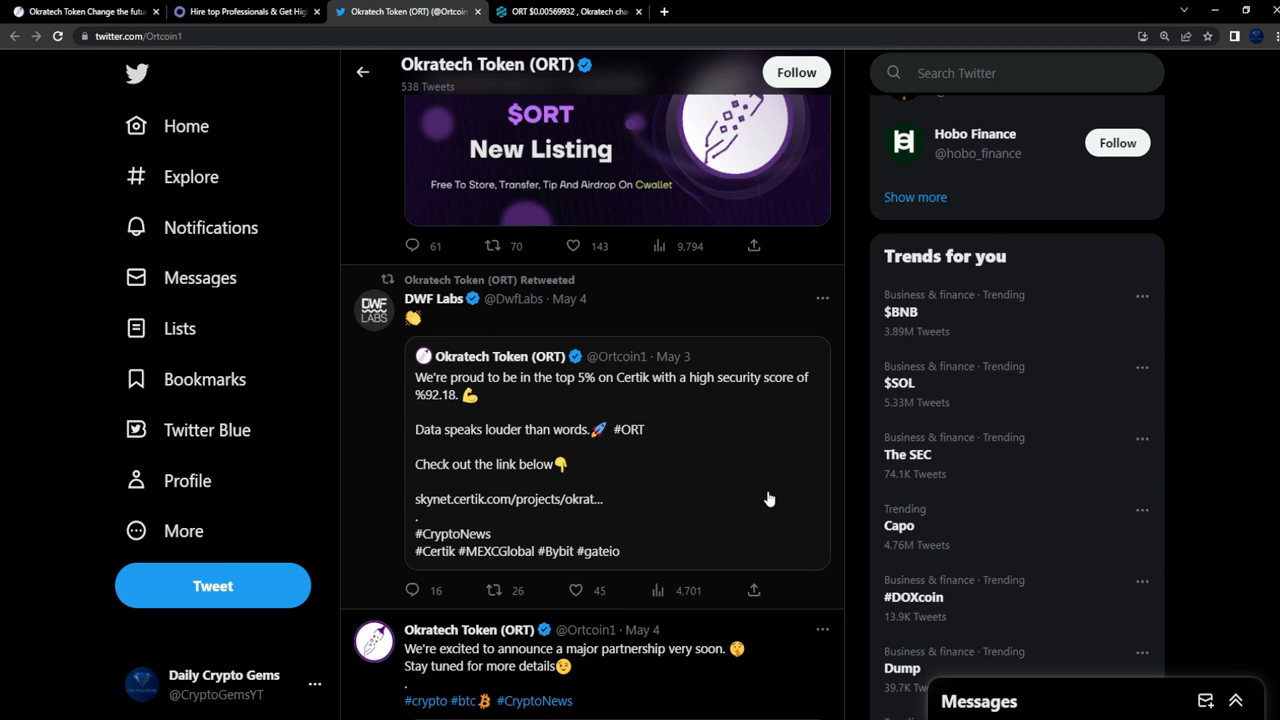 Okratech Token Change the futu
Hire top Professionals & Get Hig
Okratech Token (ORT) (@Ortcoin
ORT $0.00569932 , Okratech cha
twitter.com/Ortcoin1
Okratech Token (ORT)
538 Tweets
Follow
Search Twitter
Home
Explore
Notifications
Messages
Lists
Bookmarks
Twitter Blue
Profile
More
Tweet
Daily Crypto Gems
@CryptoGemsYT
$ORT
New Listing
Free To Store, Transfer, Tip And Airdrop On Cwallet
61 70 143 9,794
Okratech Token (ORT) Retweeted
DWF LABS
DWF Labs @DwfLabs · May 4
👏
Okratech Token (ORT) @Ortcoin1 · May 3
We're proud to be in the top 5% on Certik with a high security score of
%92.18. 💪
Data speaks louder than words.🚀 #ORT
Check out the link below👇
skynet.certik.com/projects/okrat...
.
#CryptoNews
#Certik #MEXCGlobal #Bybit #gateio
16 26 45 4,701
Okratech Token (ORT) @Ortcoin1 · May 4
We're excited to announce a major partnership very soon. 🤫
Stay tuned for more details😉
.
#crypto #btc #CryptoNews
Hobo Finance
@hobo_finance
Follow
Show more
Trends for you
Business & finance · Trending
$BNB
3.89M Tweets
Business & finance · Trending
$SOL
5.33M Tweets
Business & finance · Trending
The SEC
74.1K Tweets
Trending
Capo
4.76M Tweets
Business & finance · Trending
#DOXcoin
13.9K Tweets
Business & finance · Trending
Dump
39.7K Tw
Messages